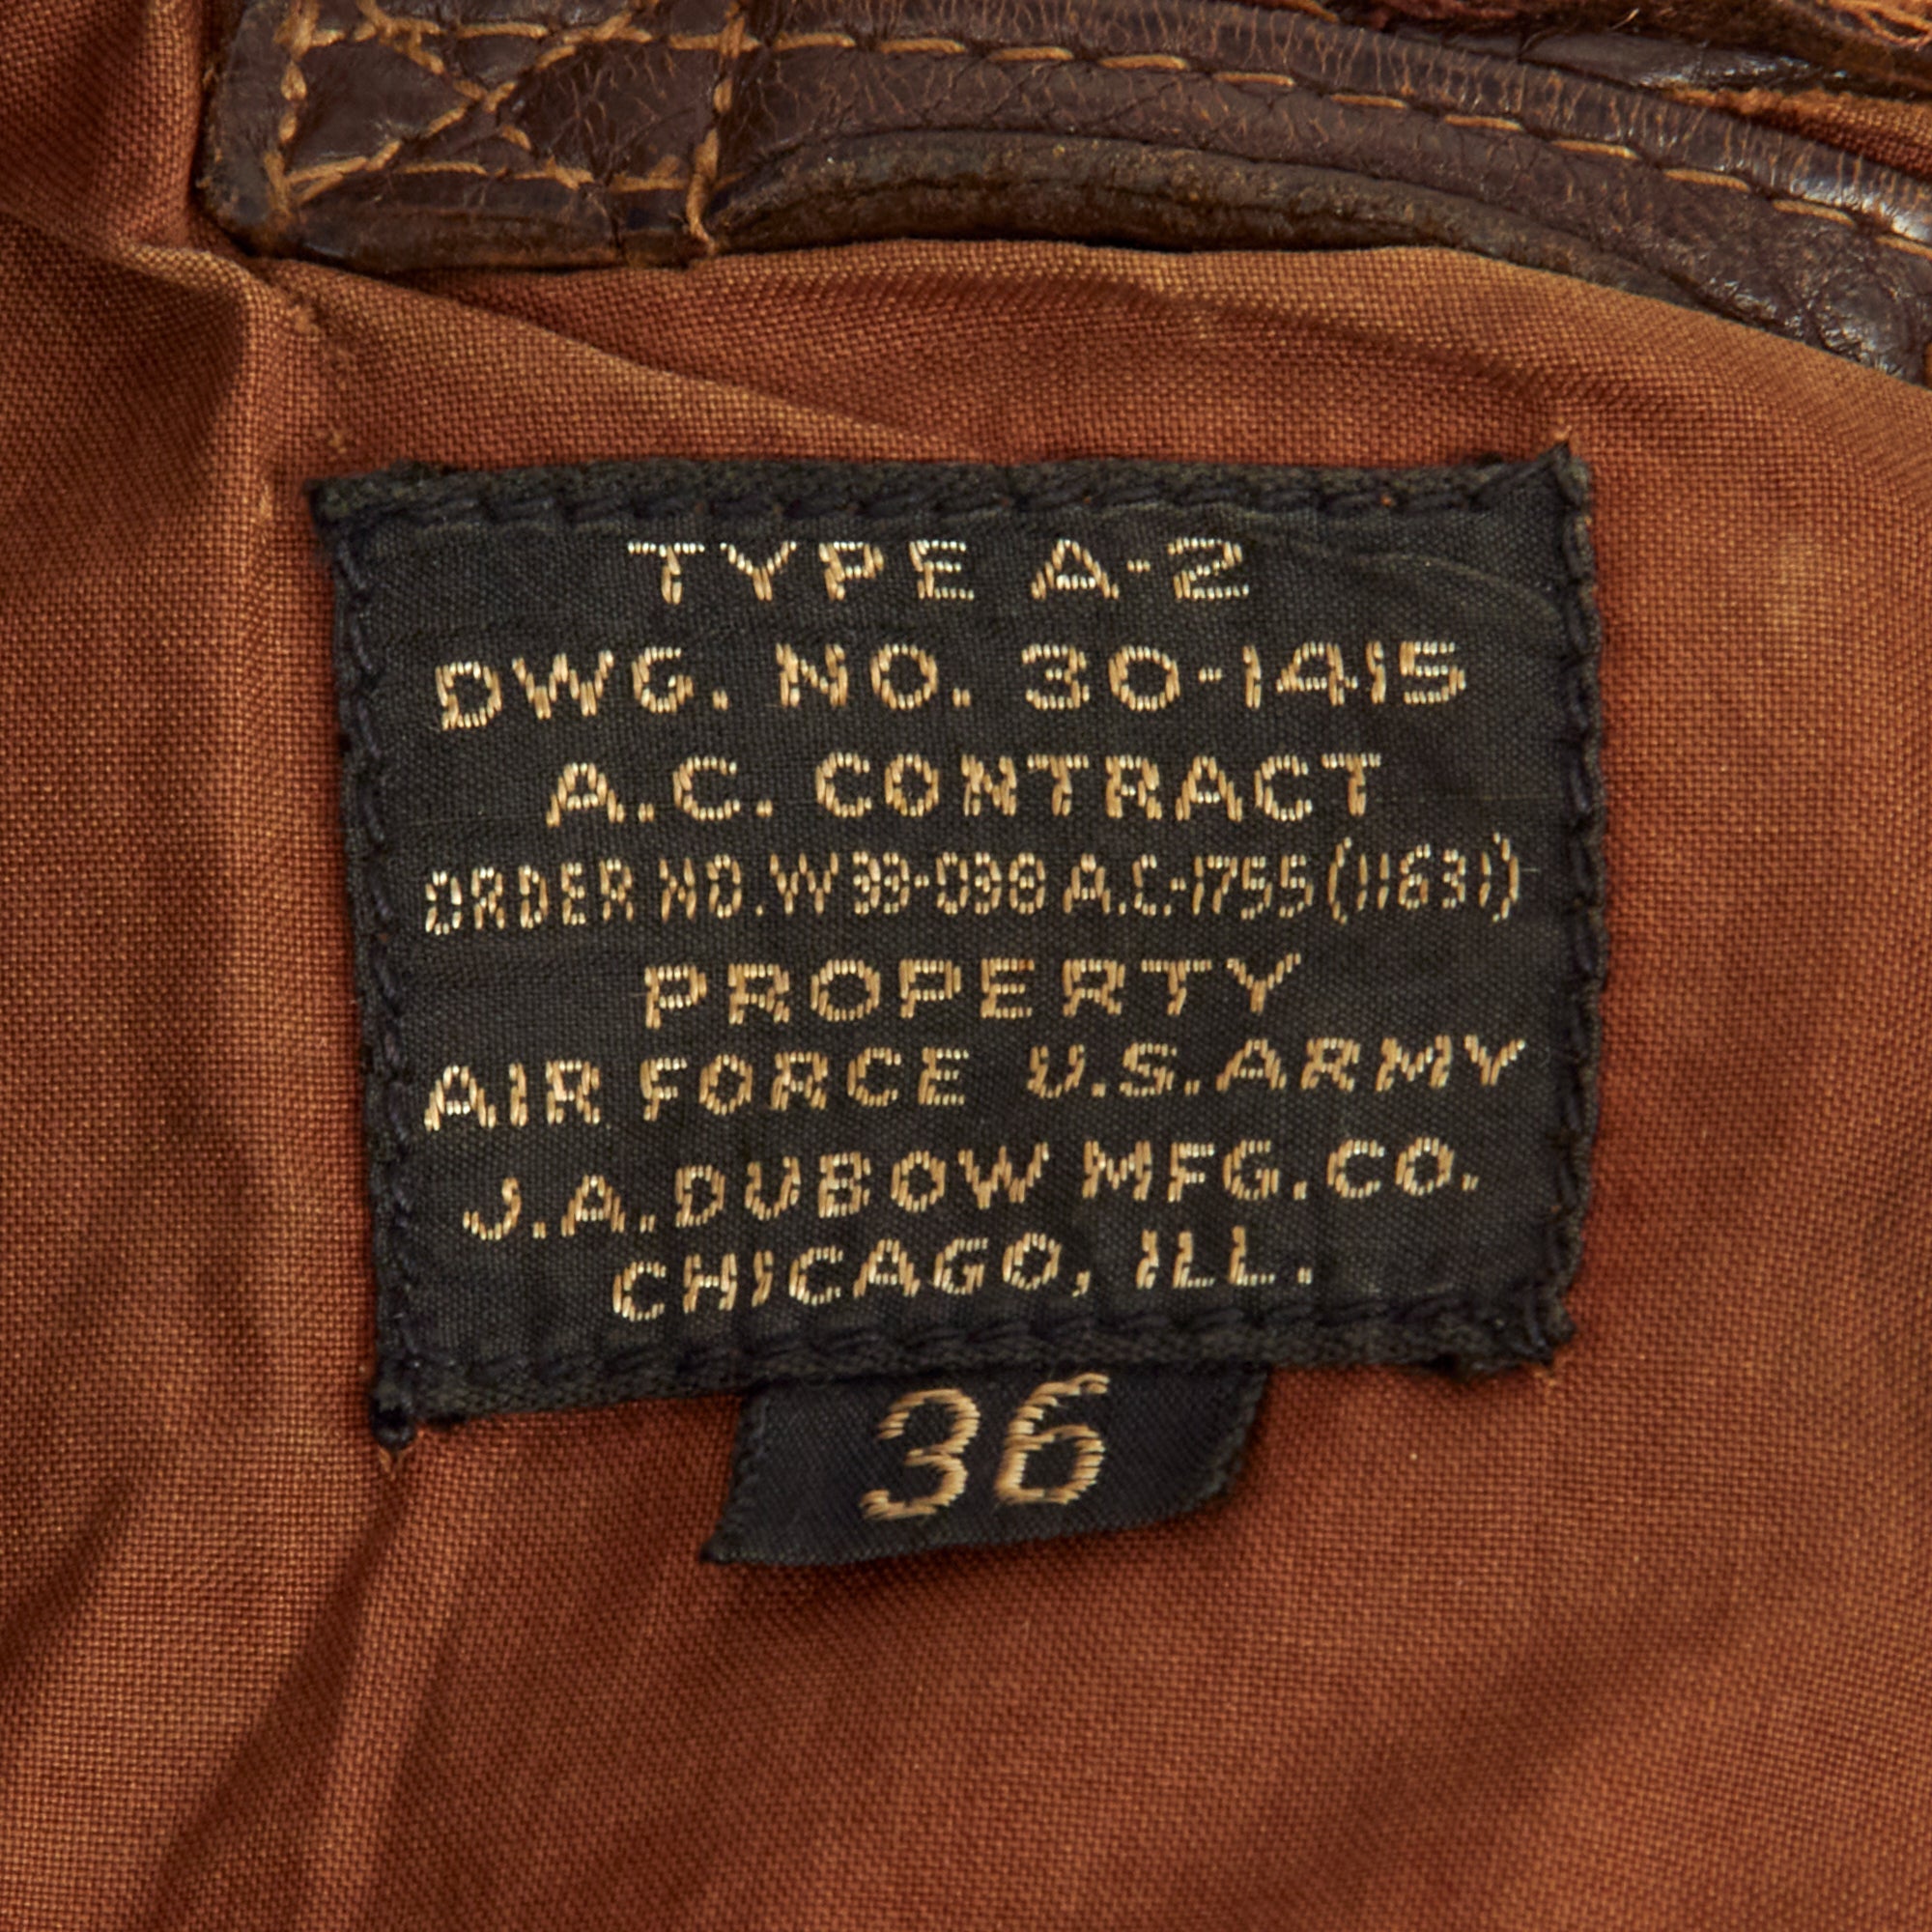 TYPE A-2
DWG. NO. 30-1415
A.C. CONTRACT
ORDER NO. W 33-038 A.C.-1755 (11631)
PROPERTY
AIR FORCE U.S. ARMY
J.A. DUBOW MFG. CO.
CHICAGO, ILL.
36